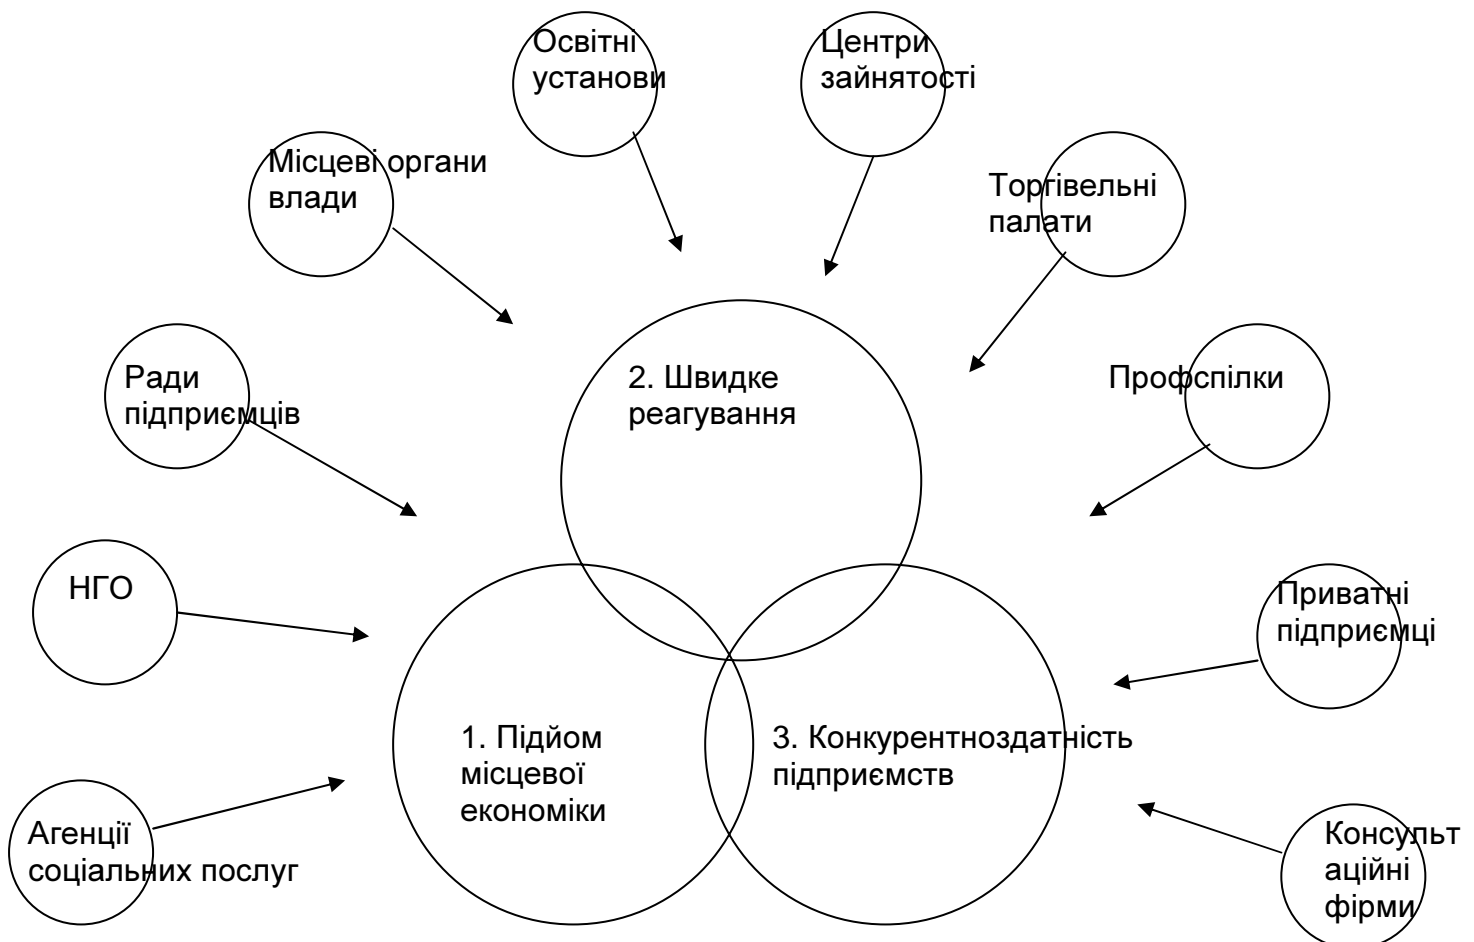 Освітні
установи
Центри
зайнятості
Місцеві органи
влади
Торгівельні
палати
Ради
підприємців
2. Швидке
реагування
Профспілки
НГО
Приватні
підприємці
1. Підйом
місцевої
економіки
3. Конкурентноздатність
підприємств
Агенції
соціальних послуг
Консульт
аційні
фірми